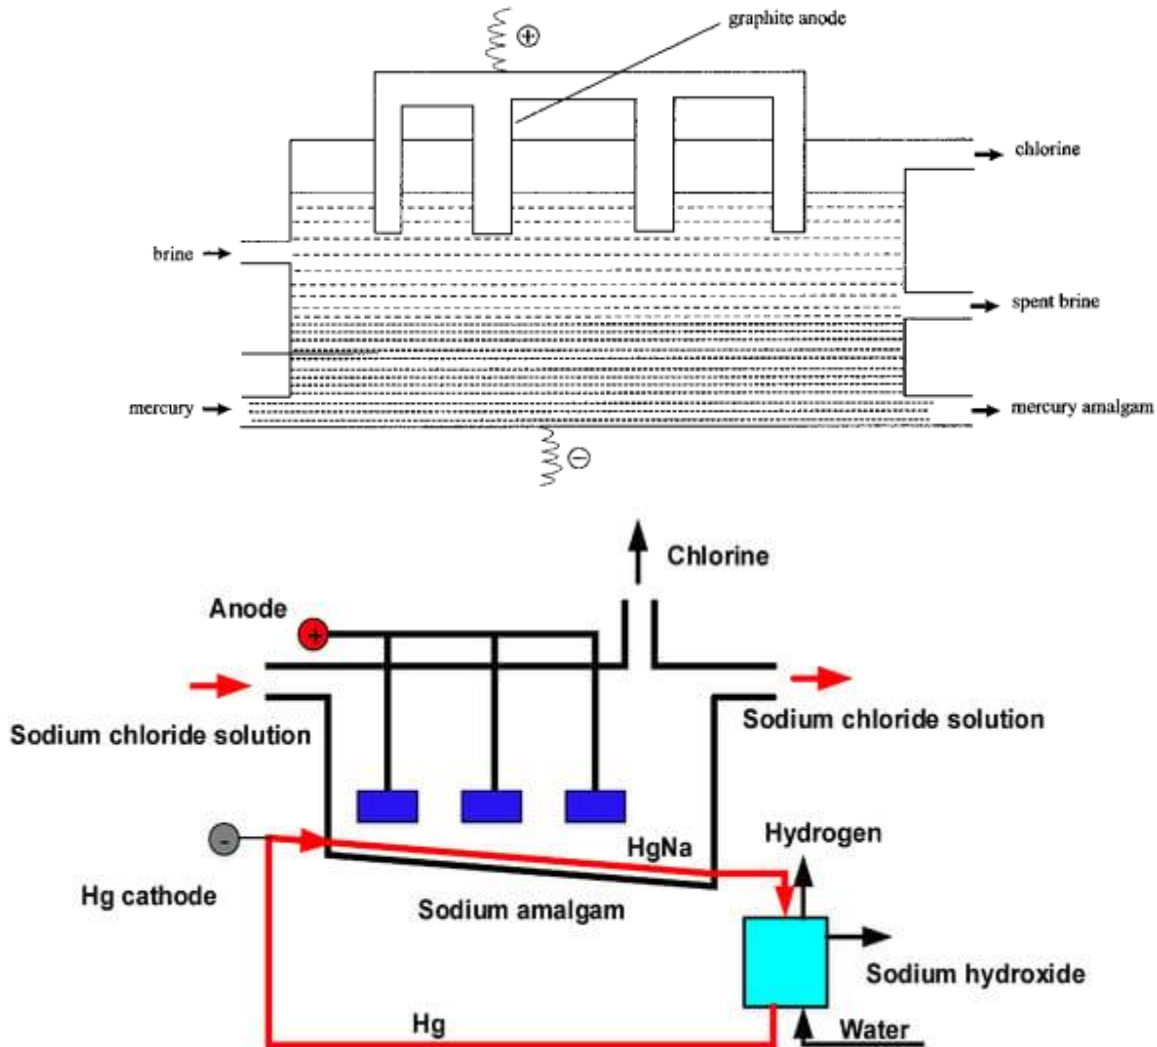 graphite anode
+
chlorine
brine
spent brine
mercury
mercury amalgam
−
Chlorine
Anode
+
Sodium chloride solution
Sodium chloride solution
HgNa
Hydrogen
-
Hg cathode
Sodium amalgam
Sodium hydroxide
Hg
Water